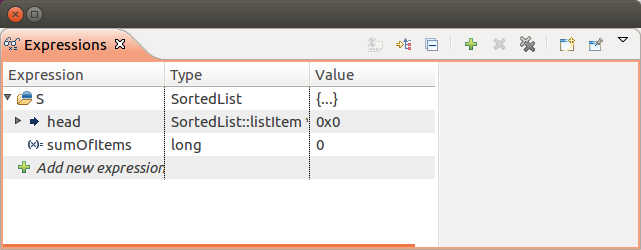 Expressions
Expression Type Value
S SortedList {...}
head SortedList::listItem 0x0
(x)= sumOfItems long 0
Add new expression